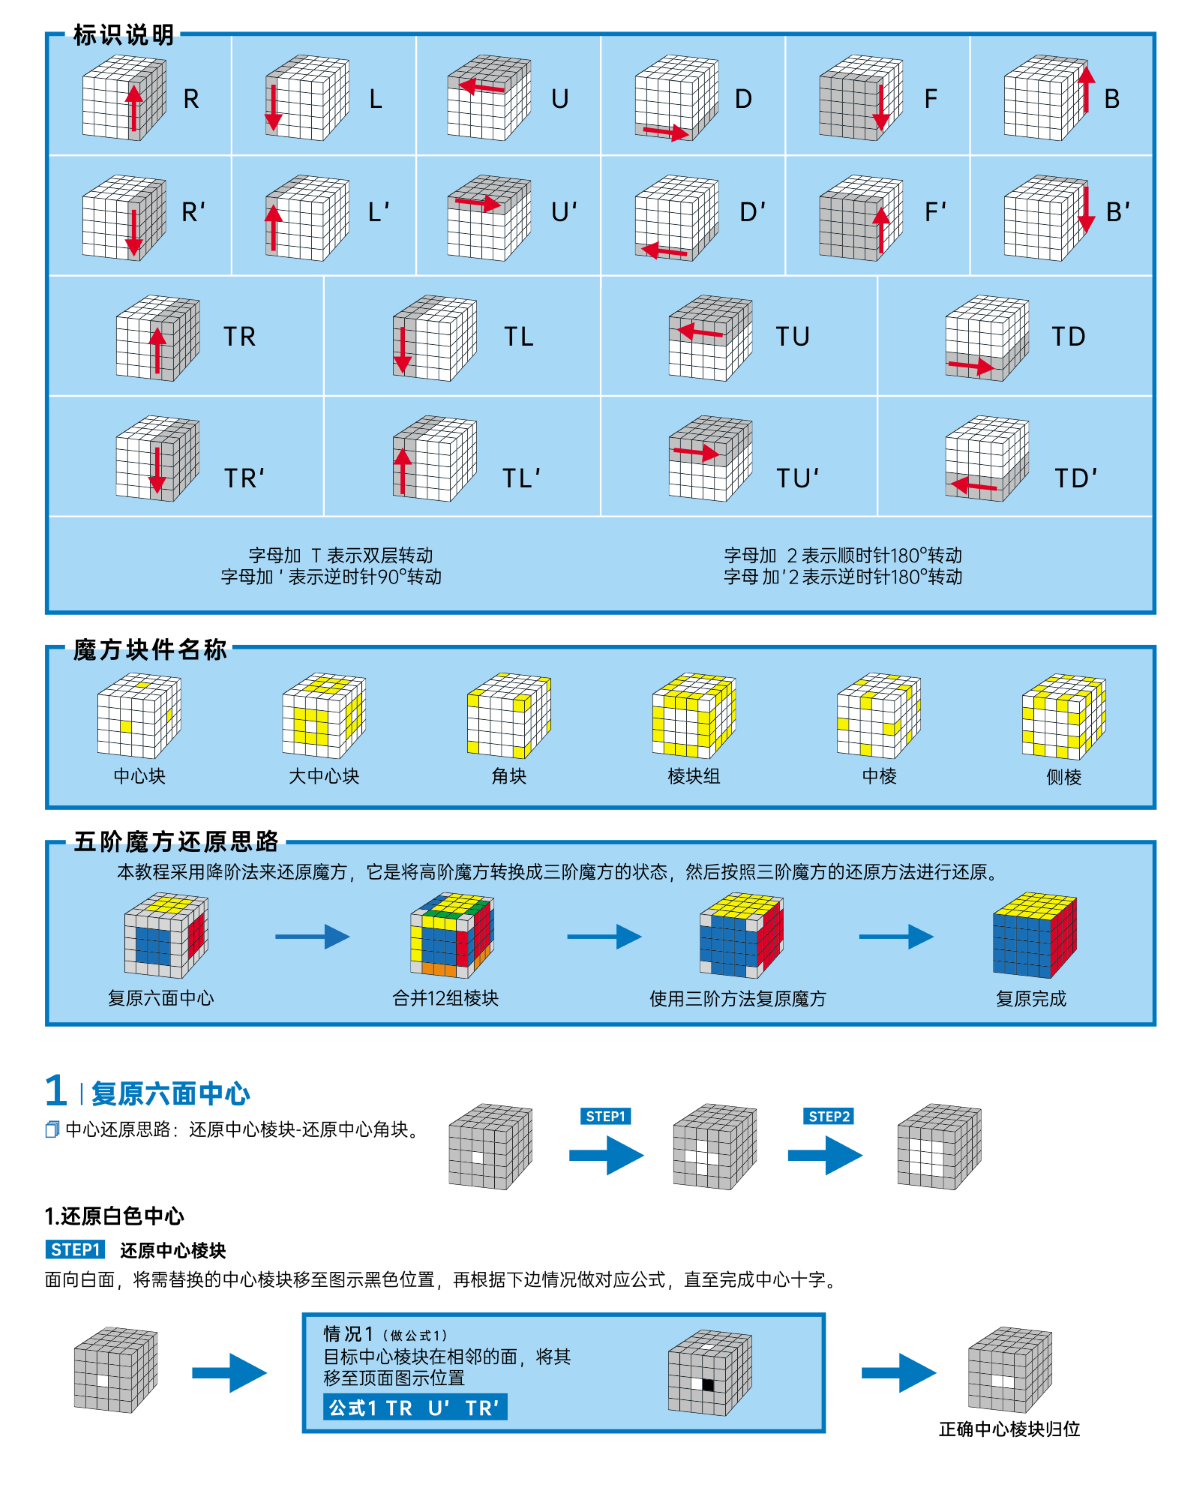 标识说明
R L U D F B
R' L' U' D' F' B'
TR TL TU TD
TR' TL' TU' TD'
字母加 T 表示双层转动
字母加 ' 表示逆时针90°转动
字母加 2 表示顺时针180°转动
字母加'2表示逆时针180°转动
魔方块件名称
中心块 大中心块 角块 棱块组 中棱 侧棱
五阶魔方还原思路
本教程采用降阶法来还原魔方，它是将高阶魔方转换成三阶魔方的状态，然后按照三阶魔方的还原方法进行还原。
复原六面中心 合并12组棱块 使用三阶方法复原魔方 复原完成
1 | 复原六面中心
中心还原思路：还原中心棱块-还原中心角块。
STEP1 STEP2
1.还原白色中心
STEP1 还原中心棱块
面向白面，将需替换的中心棱块移至图示黑色位置，再根据下边情况做对应公式，直至完成中心十字。
情况1（做公式1）
目标中心棱块在相邻的面，将其
移至顶面图示位置
公式1 TR U' TR'
正确中心棱块归位